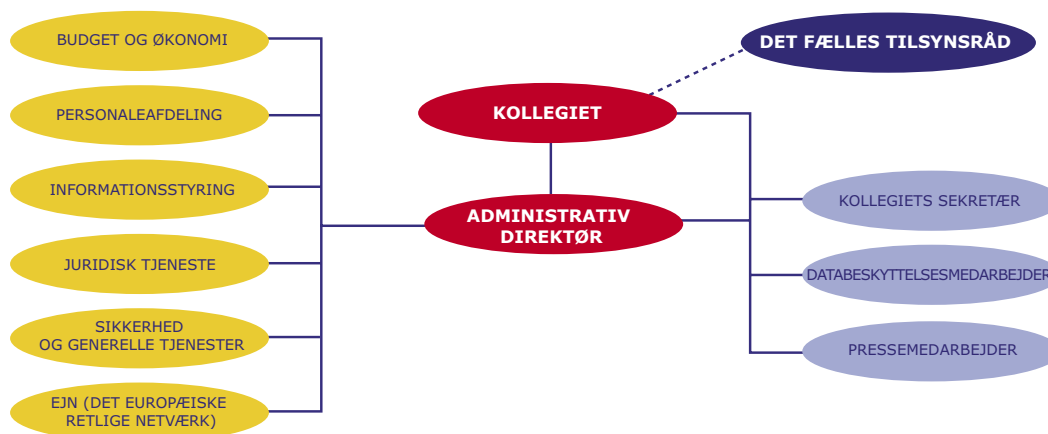 BUDGET OG ØKONOMI
PERSONALEAFDELING
INFORMATIONSSTYRING
JURIDISK TJENESTE
SIKKERHED
OG GENERELLE TJENESTER
EJN (DET EUROPÆISKE
RETLIGE NETVÆRK)
DET FÆLLES TILSYNSRÅD
KOLLEGIET
ADMINISTRATIV
DIREKTØR
KOLLEGIETS SEKRETÆR
DATABESKYTTELSESMEDARBEJDER
PRESSEMEDARBEJDER